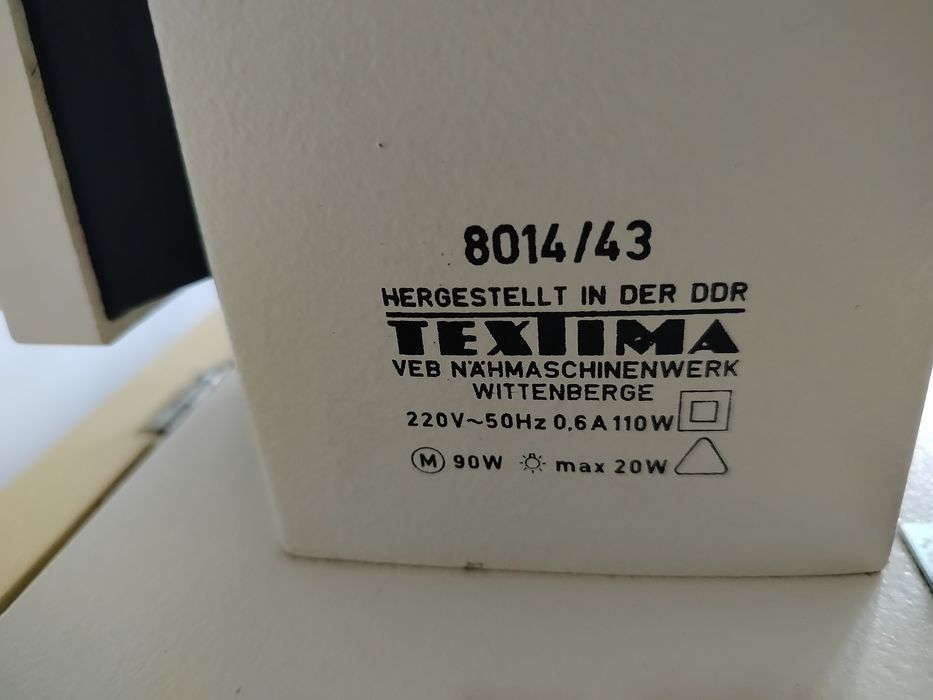 8014/43
HERGESTELLT IN DER DDR
TEXTIMA
VEB NÄHMASCHINENWERK
WITTENBERGE
220V~50Hz 0,6A 110W
M 90W max 20W